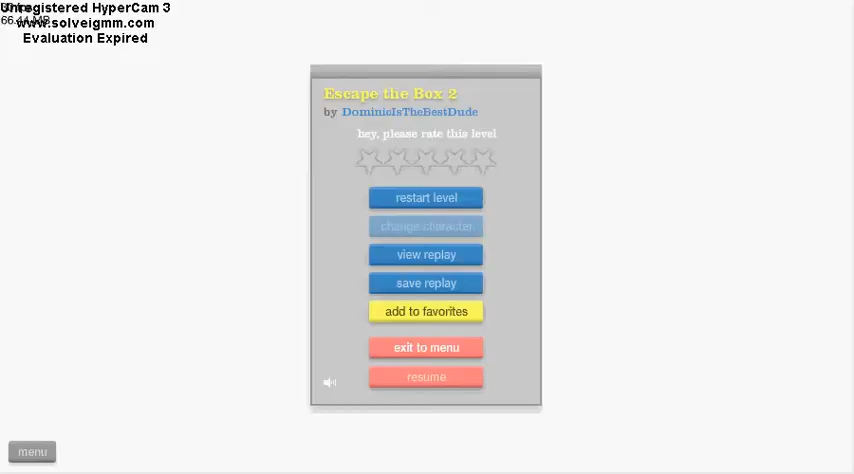 Unregistered HyperCam 3
www.solveigmm.com
Evaluation Expired
Escape the Box 2
by DominicIsTheBestDude
hey, please rate this level
restart level
change character
view replay
save replay
add to favorites
exit to menu
resume
menu